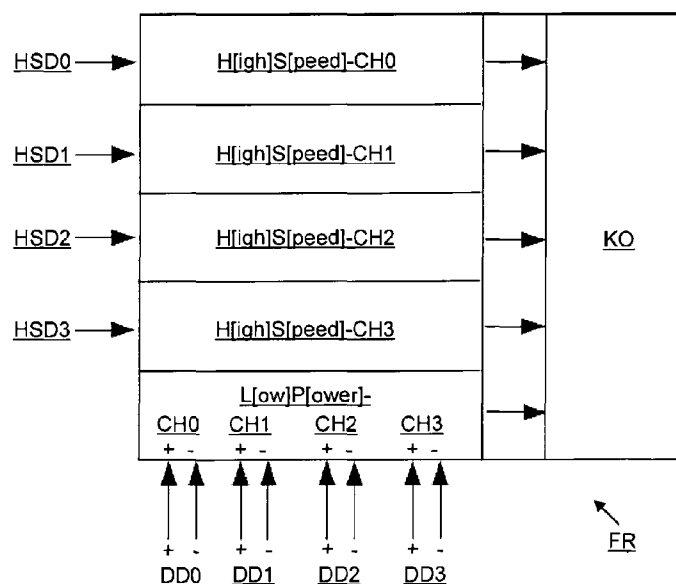 HSD0 H[igh]S[peed]-CH0
HSD1 H[igh]S[peed]-CH1
HSD2 H[igh]S[peed]-CH2 KO
HSD3 H[igh]S[peed]-CH3
L[ow]P[ower]-
CH0 CH1 CH2 CH3
+ - + - + - + -
FR
+ - + - + - + -
DD0 DD1 DD2 DD3